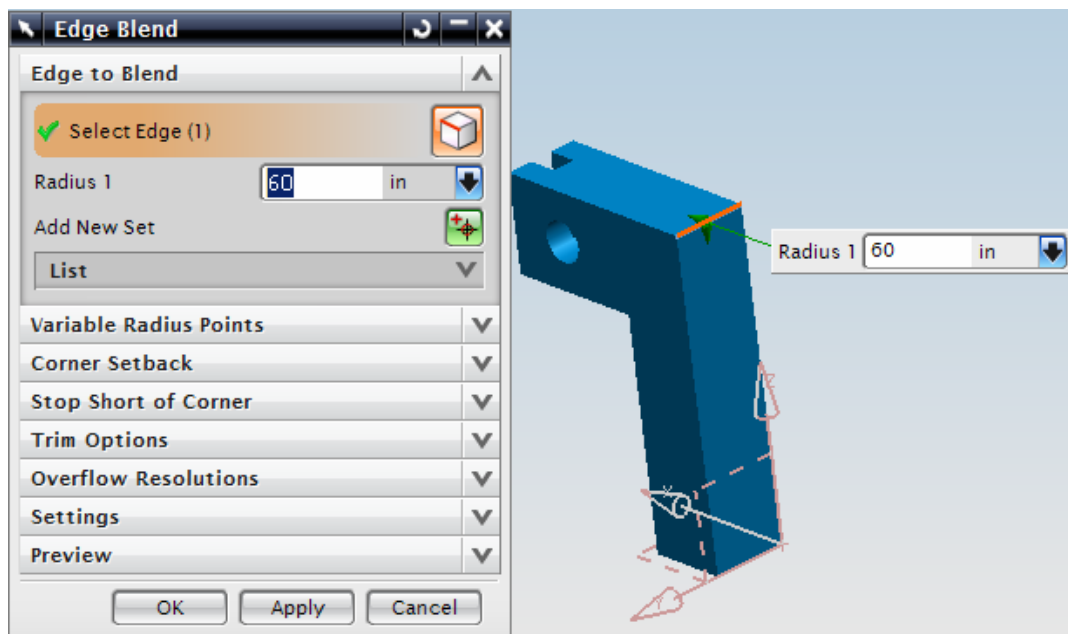 Edge Blend
Edge to Blend
Select Edge (1)
Radius 1 60 in
Add New Set
List
Variable Radius Points
Corner Setback
Stop Short of Corner
Trim Options
Overflow Resolutions
Settings
Preview
OK Apply Cancel
Radius 1 60 in
Z
X
Y